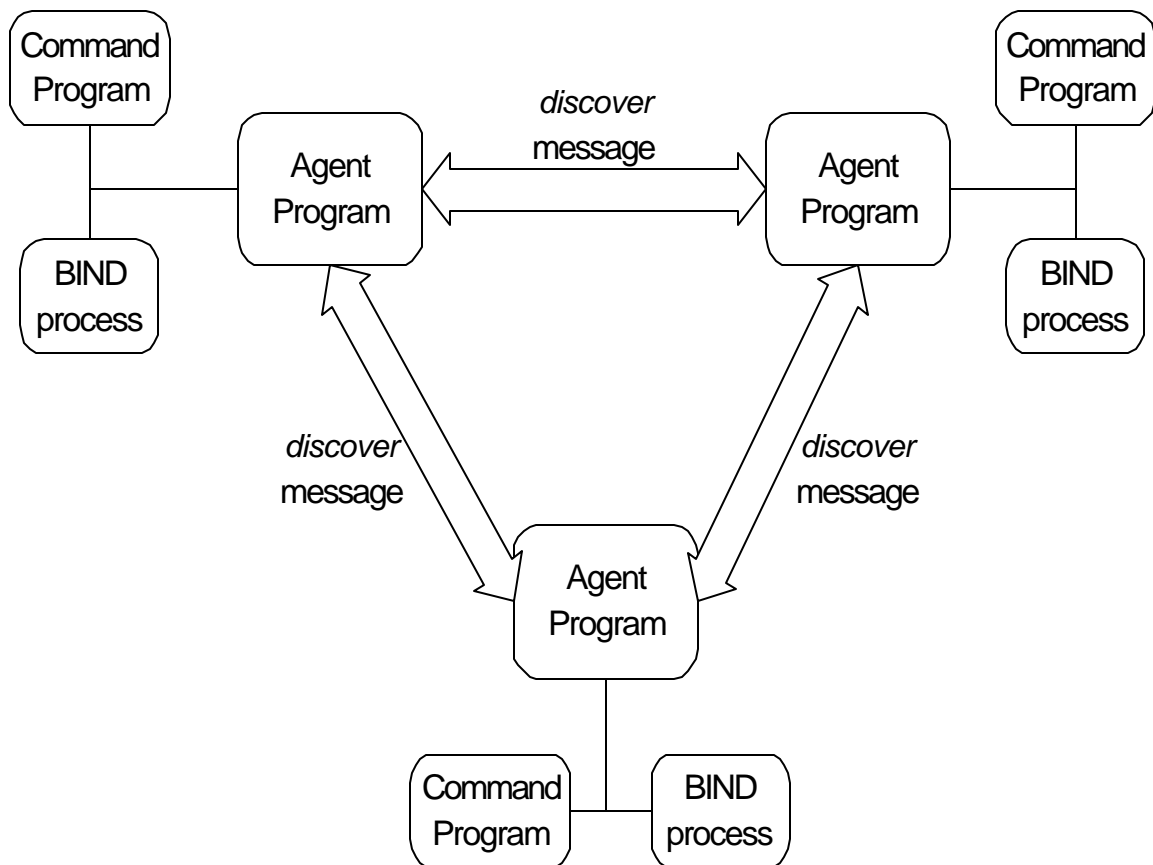 Command
Program
Command
Program
discover
message
Agent
Program
Agent
Program
BIND
process
BIND
process
discover
message
discover
message
Agent
Program
Command
Program
BIND
process